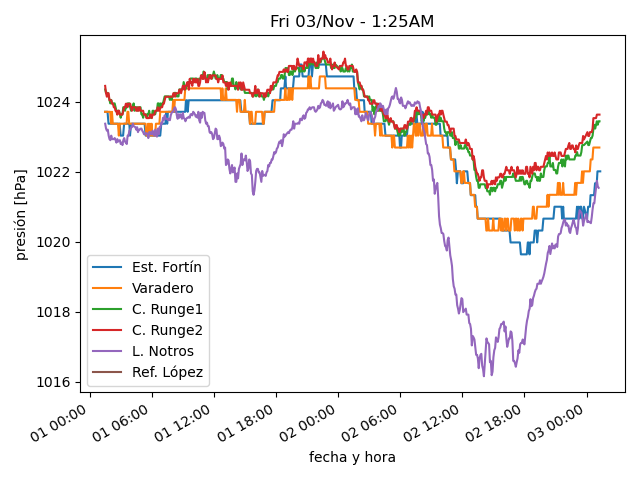 Fri 03/Nov - 1:25AM
presión [hPa]
1024
1022
1020
1018
1016
Est. Fortín
Varadero
C. Runge1
C. Runge2
L. Notros
Ref. López
01 00:00
01 06:00
01 12:00
01 18:00
02 00:00
02 06:00
02 12:00
02 18:00
03 00:00
fecha y hora